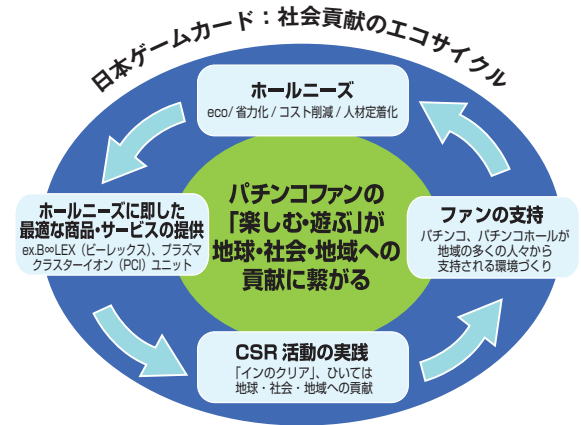 日本ゲームカード：社会貢献のエコサイクル
ホールニーズ
eco/ 省力化 / コスト削減 / 人材定着化
ホールニーズに即した
最適な商品・サービスの提供
ex.B∞LEX（ビーレックス）、プラズマ
クラスターイオン（PCI）ユニット
パチンコファンの
「楽しむ・遊ぶ」が
地球・社会・地域への
貢献に繋がる
ファンの支持
パチンコ、パチンコホールが
地域の多くの人々から
支持される環境づくり
CSR 活動の実践
「インのクリア」、ひいては
地球・社会・地域への貢献